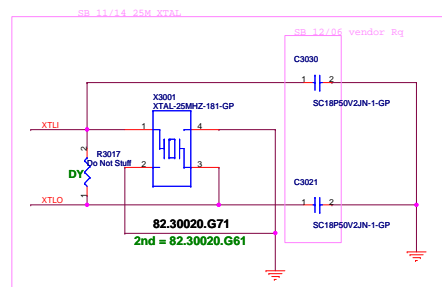 SB 11/14 25M XTAL
SB 12/06 vendor Rq
C3030
1 2
SC18P50V2JN-1-GP
X3001
XTAL-25MHZ-181-GP
XTLI
1 4
2 3
2
R3017
Do Not Stuff
DY
1
XTLO
C3021
1 2
SC18P50V2JN-1-GP
82.30020.G71
2nd = 82.30020.G61